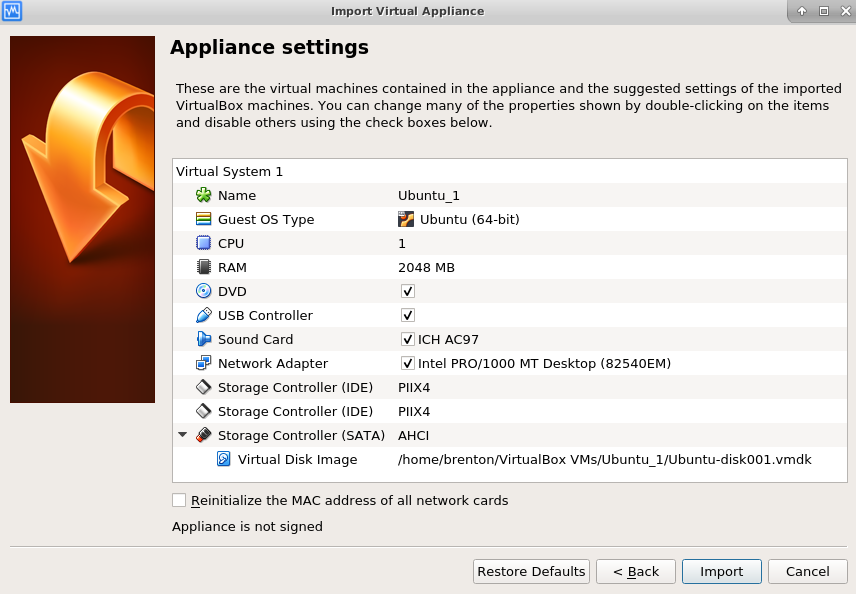 Import Virtual Appliance
Appliance settings
These are the virtual machines contained in the appliance and the suggested settings of the imported
VirtualBox machines. You can change many of the properties shown by double-clicking on the items
and disable others using the check boxes below.
Virtual System 1
Name Ubuntu_1
Guest OS Type Ubuntu (64-bit)
CPU 1
RAM 2048 MB
DVD
USB Controller
Sound Card ICH AC97
Network Adapter Intel PRO/1000 MT Desktop (82540EM)
Storage Controller (IDE) PIIX4
Storage Controller (IDE) PIIX4
Storage Controller (SATA) AHCI
Virtual Disk Image /home/brenton/VirtualBox VMs/Ubuntu_1/Ubuntu-disk001.vmdk
Reinitialize the MAC address of all network cards
Appliance is not signed
Restore Defaults < Back Import Cancel